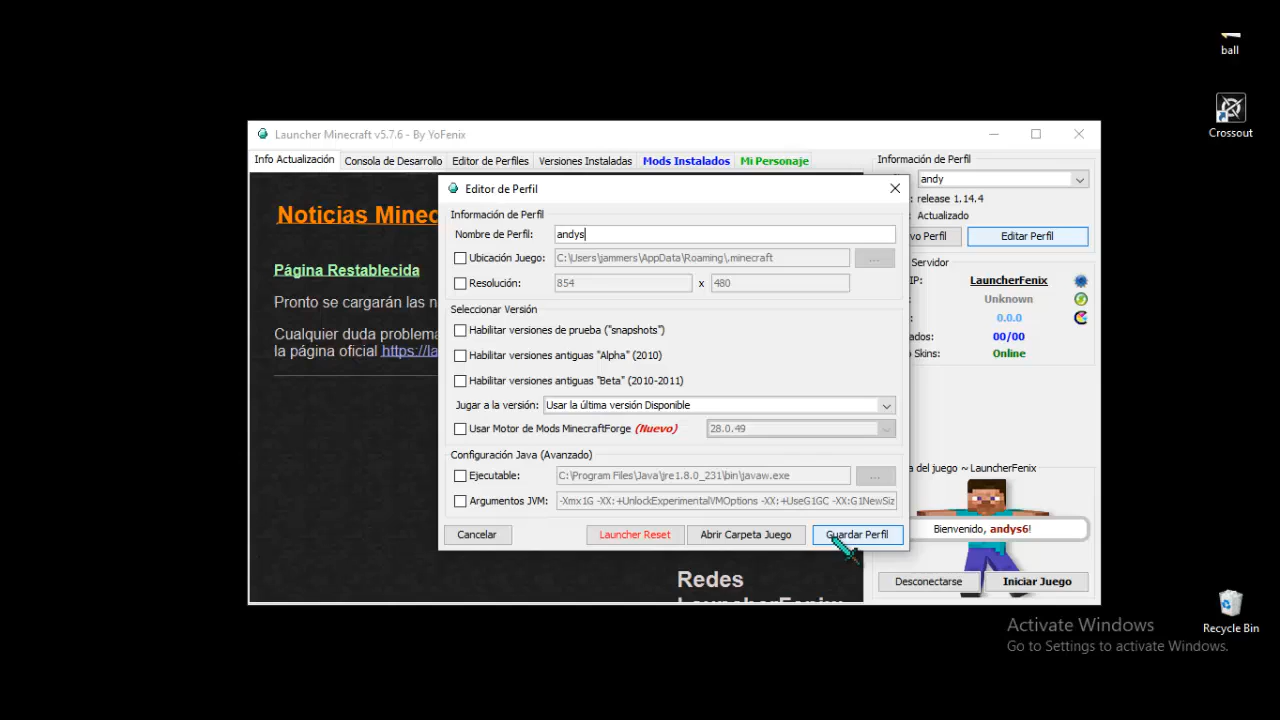 ball
Crossout
Launcher Minecraft v5.7.6 - By YoFenix
Info Actualización Consola de Desarrollo Editor de Perfiles Versiones Instaladas Mods Instalados Mi Personaje
Noticias Minec
Página Restablecida
Pronto se cargarán las n
Cualquier duda problema
la página oficial https://la
Redes
LauncherFenix
Editor de Perfil
Información de Perfil
Nombre de Perfil: andys
Ubicación Juego: C:\Users\jammers\AppData\Roaming\.minecraft ...
Resolución: 854 x 480
Seleccionar Versión
Habilitar versiones de prueba ("snapshots")
Habilitar versiones antiguas "Alpha" (2010)
Habilitar versiones antiguas "Beta" (2010-2011)
Jugar a la versión: Usar la última versión Disponible
Usar Motor de Mods MinecraftForge (Nuevo) 28.0.49
Configuración Java (Avanzado)
Ejecutable: C:\Program Files\Java\jre1.8.0_231\bin\javaw.exe ...
Argumentos JVM: -Xmx1G -XX:+UnlockExperimentalVMOptions -XX:+UseG1GC -XX:G1NewSiz
Cancelar Launcher Reset Abrir Carpeta Juego Guardar Perfil
Información de Perfil
andy
: release 1.14.4
: Actualizado
vo Perfil Editar Perfil
Servidor
IP: LauncherFenix
Unknown
: 0.0.0
ados: 00/00
o Skins: Online
a del juego ~ LauncherFenix
Bienvenido, andys6!
Desconectarse Iniciar Juego
Activate Windows
Go to Settings to activate Windows.
Recycle Bin